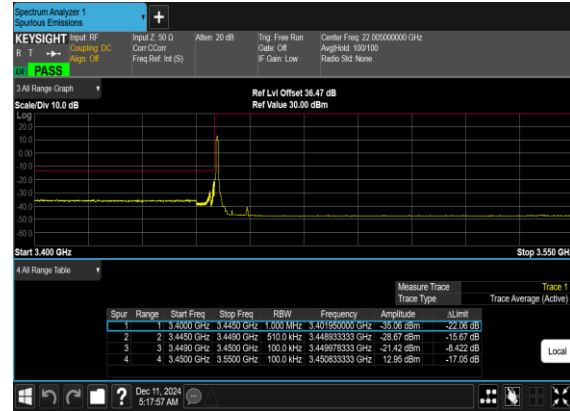 Spectrum Analyzer 1
Spurious Emissions
KEYSIGHT Input: RF Input Z: 50 Ω Atten: 20 dB Trig: Free Run Center Freq: 22.005000000 GHz
R T Coupling: DC Corr CCorr Gate: Off Avg|Hold: 100/100
Align: Off Freq Ref: Int (S) IF Gain: Low Radio Std: None
PASS
3 All Range Graph
Ref Lvl Offset 36.47 dB
Scale/Div 10.0 dB Ref Value 30.00 dBm
Log
20.0
10.0
0.00
-10.0
-20.0
-30.0
-40.0
-50.0
-60.0
Start 3.400 GHz Stop 3.550 GH
4 All Range Table
Measure Trace Trace 1
Trace Type Trace Average (Active)
Spur Range Start Freq Stop Freq RBW Frequency Amplitude ΔLimit
1 1 3.4000 GHz 3.4450 GHz 1.000 MHz 3.401950000 GHz -35.06 dBm -22.06 dB
2 2 3.4450 GHz 3.4490 GHz 510.0 kHz 3.448933333 GHz -28.67 dBm -15.67 dB
3 3 3.4490 GHz 3.4500 GHz 100.0 kHz 3.449978333 GHz -21.42 dBm -8.422 dB
4 4 3.4500 GHz 3.5500 GHz 100.0 kHz 3.450833333 GHz 12.95 dBm -17.05 dB
Local
Dec 11, 2024
5:17:57 AM